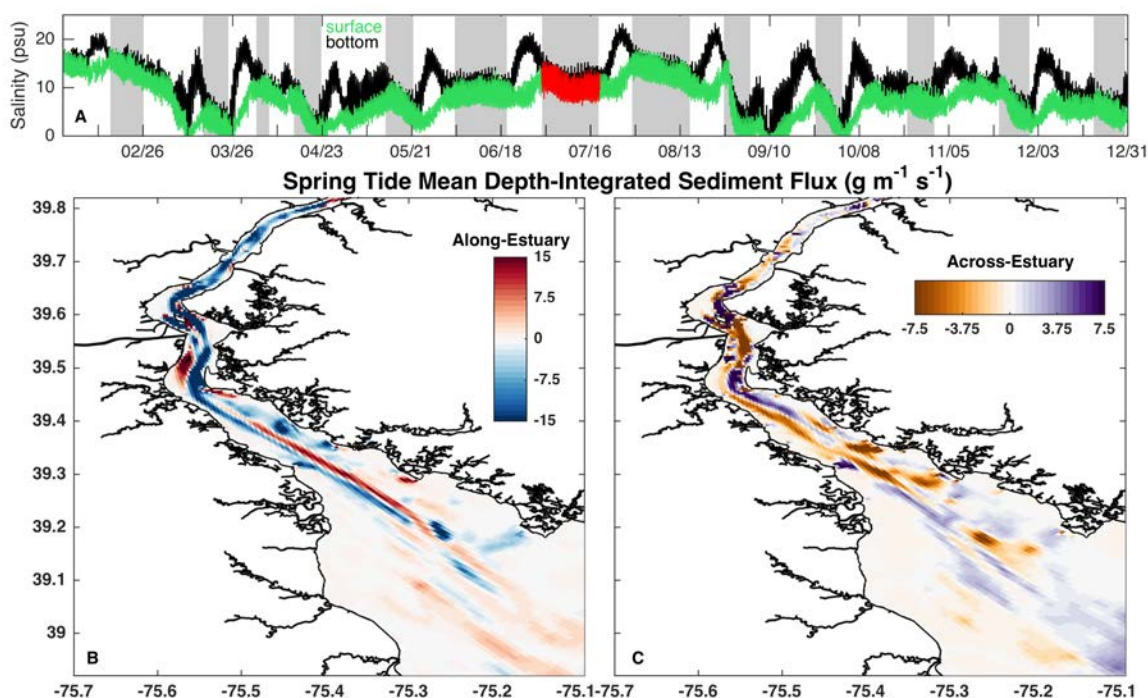 Salinity (psu)
20
10
0
surface
bottom
A
02/26 03/26 04/23 05/21 06/18 07/16 08/13 09/10 10/08 11/05 12/03 12/31
Spring Tide Mean Depth-Integrated Sediment Flux (g m⁻¹ s⁻¹)
39.8
39.7
39.6
39.5
39.4
39.3
39.2
39.1
39
Along-Estuary
15
7.5
0
-7.5
-15
B
-75.7 -75.6 -75.5 -75.4 -75.3 -75.2 -75.1
Across-Estuary
-7.5 -3.75 0 3.75 7.5
C
-75.7 -75.6 -75.5 -75.4 -75.3 -75.2 -75.1